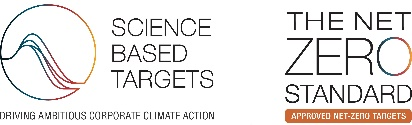 SCIENCE
BASED
TARGETS
DRIVING AMBITIOUS CORPORATE CLIMATE ACTION
THE NET
ZERO
STANDARD
APPROVED NET-ZERO TARGETS